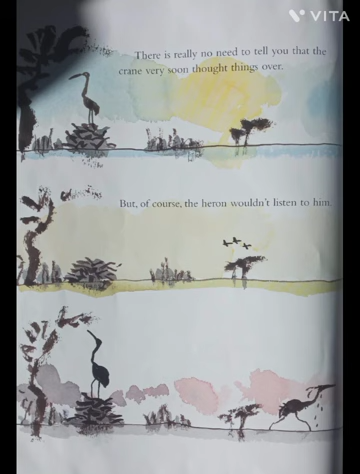 VITA
There is really no need to tell you that the
crane very soon thought things over.
But, of course, the heron wouldn't listen to him.